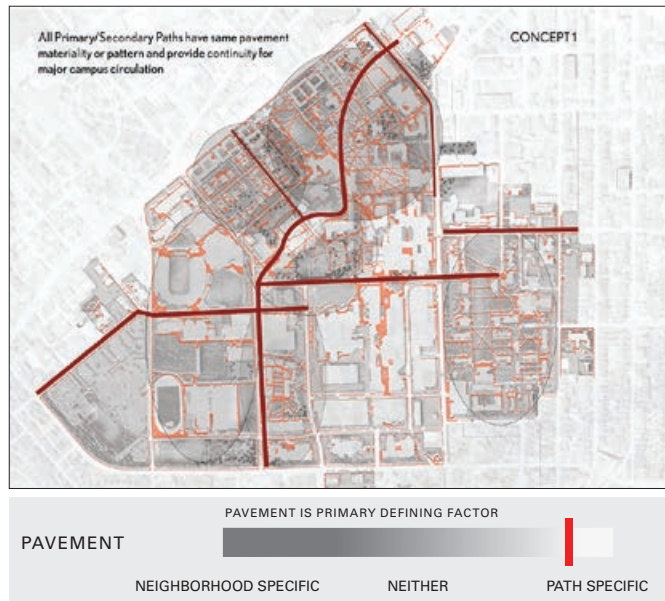 All Primary/Secondary Paths have same pavement
materiality or pattern and provide continuity for
major campus circulation
CONCEPT1
PAVEMENT IS PRIMARY DEFINING FACTOR
PAVEMENT
NEIGHBORHOOD SPECIFIC NEITHER PATH SPECIFIC